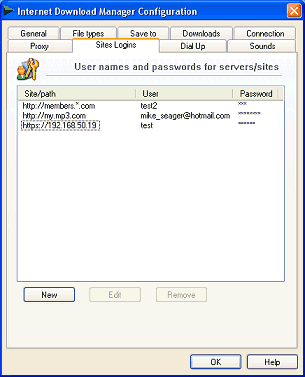 Internet Download Manager Configuration
General File types Save to Downloads Connection
Proxy Sites Logins Dial Up Sounds
User names and passwords for servers/sites
Site/path User Password
http://members.*.com test2 ***
http://my.mp3.com mike_seager@hotmail.com *******
https://192.168.50.19 test ******
New Edit Remove
OK Help